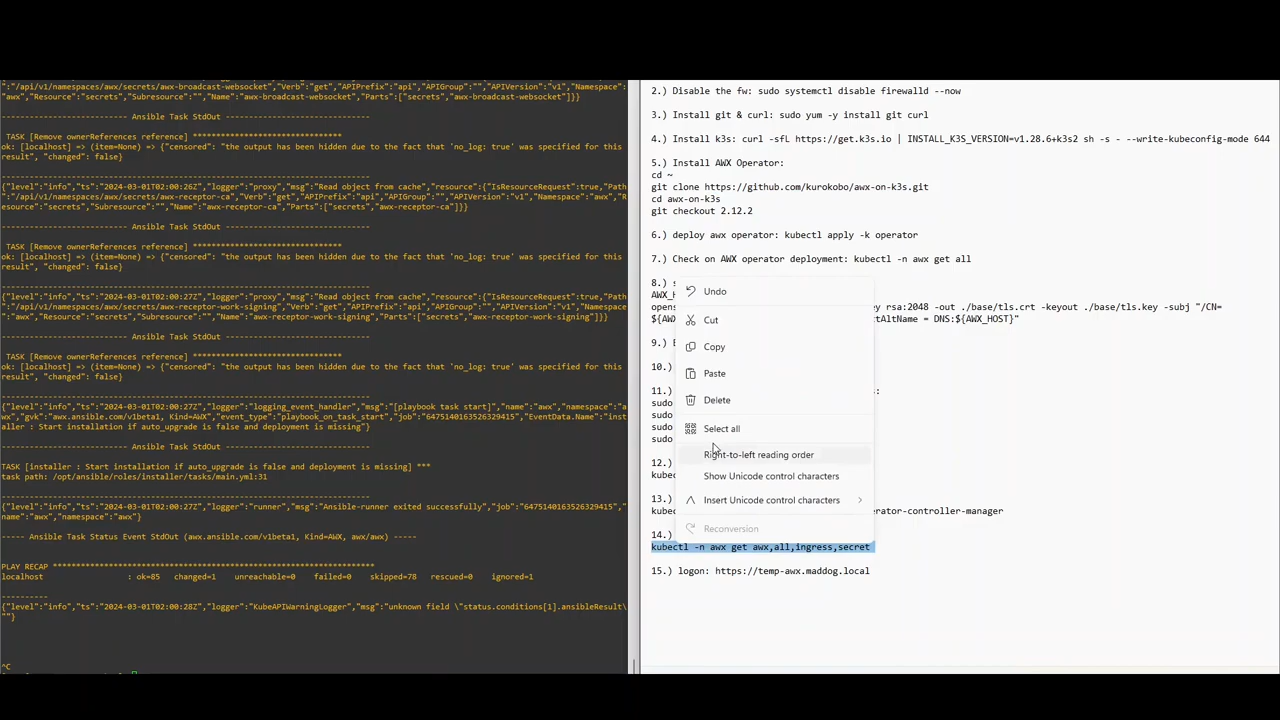 ":"/api/v1/namespaces/awx/secrets/awx-broadcast-websocket","Verb":"get","APIPrefix":"api","APIGroup":"","APIVersion":"v1","Namespace":
"awx","Resource":"secrets","Subresource":"","Name":"awx-broadcast-websocket","Parts":["secrets","awx-broadcast-websocket"]}}
--------------------------- Ansible Task StdOut -------------------------------
TASK [Remove ownerReferences reference] ********************************
ok: [localhost] => (item=None) => {"censored": "the output has been hidden due to the fact that 'no_log: true' was specified for this
result", "changed": false}
-------------------------------------------------------------------------------
{"level":"info","ts":"2024-03-01T02:00:26Z","logger":"proxy","msg":"Read object from cache","resource":{"IsResourceRequest":true,"Path
":"/api/v1/namespaces/awx/secrets/awx-receptor-ca","Verb":"get","APIPrefix":"api","APIGroup":"","APIVersion":"v1","Namespace":"awx","R
esource":"secrets","Subresource":"","Name":"awx-receptor-ca","Parts":["secrets","awx-receptor-ca"]}}
--------------------------- Ansible Task StdOut -------------------------------
TASK [Remove ownerReferences reference] ********************************
ok: [localhost] => (item=None) => {"censored": "the output has been hidden due to the fact that 'no_log: true' was specified for this
result", "changed": false}
-------------------------------------------------------------------------------
{"level":"info","ts":"2024-03-01T02:00:27Z","logger":"proxy","msg":"Read object from cache","resource":{"IsResourceRequest":true,"Path
":"/api/v1/namespaces/awx/secrets/awx-receptor-work-signing","Verb":"get","APIPrefix":"api","APIGroup":"","APIVersion":"v1","Namespace
":"awx","Resource":"secrets","Subresource":"","Name":"awx-receptor-work-signing","Parts":["secrets","awx-receptor-work-signing"]}}
--------------------------- Ansible Task StdOut -------------------------------
TASK [Remove ownerReferences reference] ********************************
ok: [localhost] => (item=None) => {"censored": "the output has been hidden due to the fact that 'no_log: true' was specified for this
result", "changed": false}
-------------------------------------------------------------------------------
{"level":"info","ts":"2024-03-01T02:00:27Z","logger":"logging_event_handler","msg":"[playbook task start]","name":"awx","namespace":"a
wx","gvk":"awx.ansible.com/v1beta1, Kind=AWX","event_type":"playbook_on_task_start","job":"6475140163526329415","EventData.Name":"inst
aller : Start installation if auto_upgrade is false and deployment is missing"}
--------------------------- Ansible Task StdOut -------------------------------
TASK [installer : Start installation if auto_upgrade is false and deployment is missing] ***
task path: /opt/ansible/roles/installer/tasks/main.yml:31
-------------------------------------------------------------------------------
{"level":"info","ts":"2024-03-01T02:00:27Z","logger":"runner","msg":"Ansible-runner exited successfully","job":"6475140163526329415","
name":"awx","namespace":"awx"}
----- Ansible Task Status Event StdOut (awx.ansible.com/v1beta1, Kind=AWX, awx/awx) -----
PLAY RECAP *********************************************************************
localhost : ok=85 changed=1 unreachable=0 failed=0 skipped=78 rescued=0 ignored=1
----------
{"level":"info","ts":"2024-03-01T02:00:28Z","logger":"KubeAPIWarningLogger","msg":"unknown field \"status.conditions[1].ansibleResult\
""}
^C
2.) Disable the fw: sudo systemctl disable firewalld --now
3.) Install git & curl: sudo yum -y install git curl
4.) Install k3s: curl -sfL https://get.k3s.io | INSTALL_K3S_VERSION=v1.28.6+k3s2 sh -s - --write-kubeconfig-mode 644
5.) Install AWX Operator:
cd ~
git clone https://github.com/kurokobo/awx-on-k3s.git
cd awx-on-k3s
git checkout 2.12.2
6.) deploy awx operator: kubectl apply -k operator
7.) Check on AWX operator deployment: kubectl -n awx get all
8.) s
AWX_H
opens ey rsa:2048 -out ./base/tls.crt -keyout ./base/tls.key -subj "/CN=
${AWX ctAltName = DNS:${AWX_HOST}"
9.) E
10.)
11.) :
sudo
sudo
sudo
sudo
12.)
kubec
13.)
kubec erator-controller-manager
14.)
kubectl -n awx get awx,all,ingress,secret
15.) logon: https://temp-awx.maddog.local
Undo
Cut
Copy
Paste
Delete
Select all
Right-to-left reading order
Show Unicode control characters
Insert Unicode control characters
Reconversion